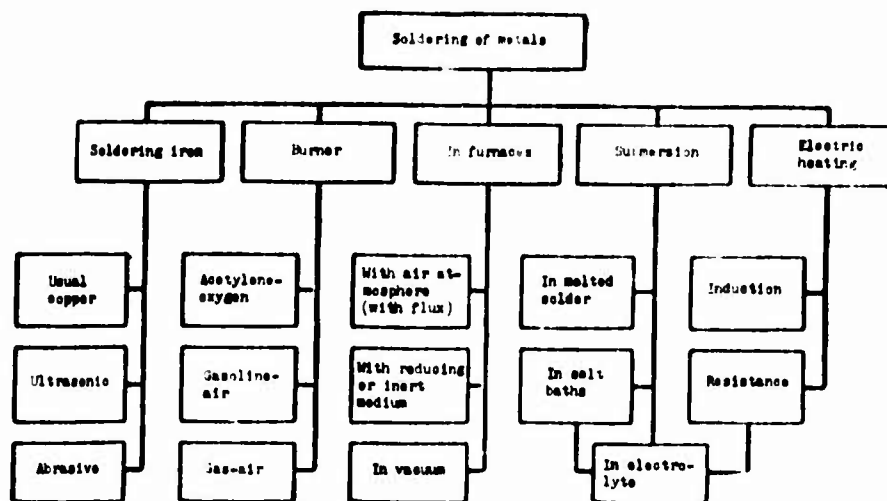 Soldering of metals
Soldering iron
Burner
In furnaces
Submersion
Electric
heating
Usual
copper
Acetylene-
oxygen
With air at-
mosphere
(with flux)
In melted
solder
Induction
Ultrasonic
Gasoline-
air
With reducing
or inert
medium
In salt
baths
Resistance
Abrasive
Gas-air
In vacuum
In electro-
lyte